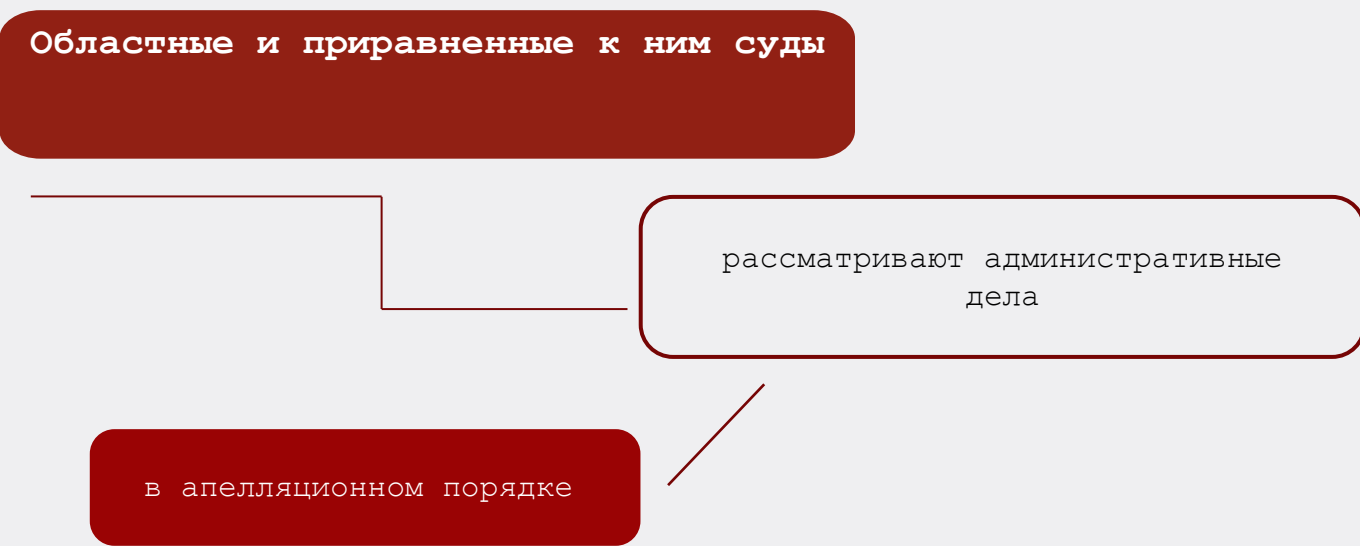 Областные и приравненные к ним суды
рассматривают административные
дела
в апелляционном порядке